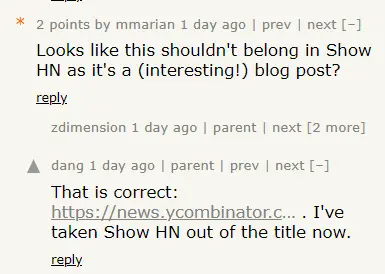 * 2 points by mmarian 1 day ago | prev | next [–]
Looks like this shouldn't belong in Show
HN as it's a (interesting!) blog post?
reply
zdimension 1 day ago | parent | next [2 more]
▲ dang 1 day ago | parent | prev | next [–]
That is correct:
https://news.ycombinator.c... . I've
taken Show HN out of the title now.
reply